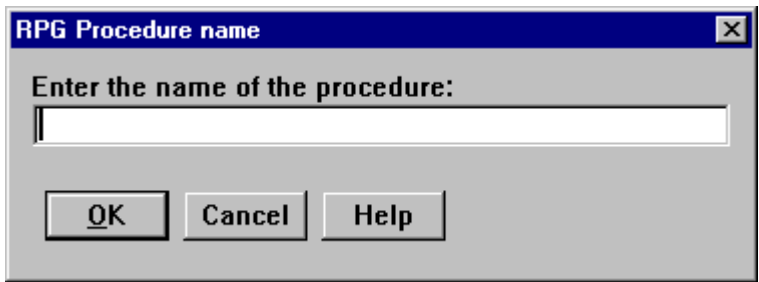 RPG Procedure name
Enter the name of the procedure:
OK Cancel Help